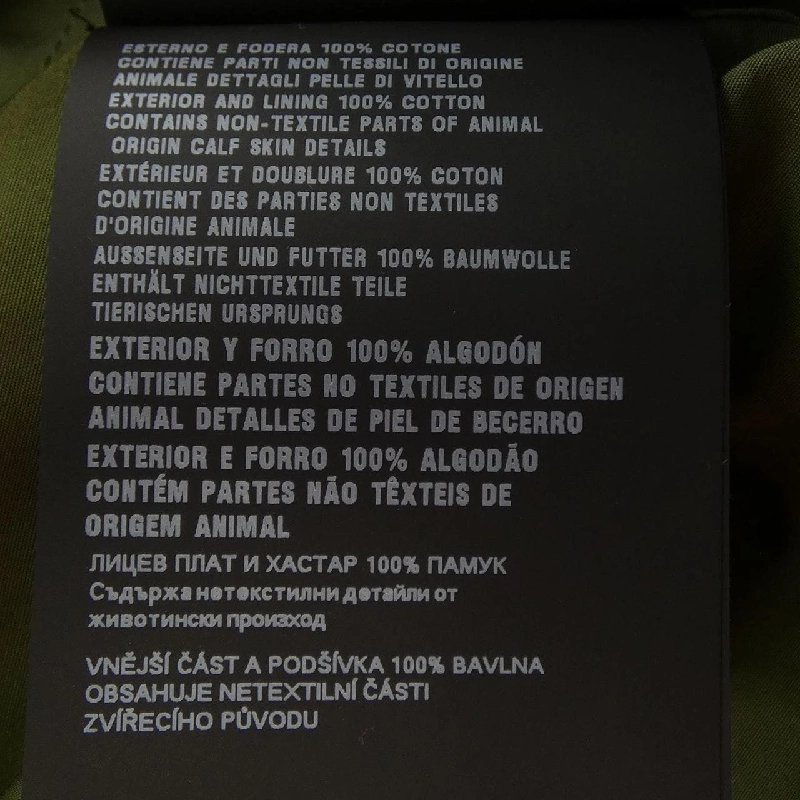 ESTERNO E FODERA 100% COTONE
CONTIENE PARTI NON TESSILI DI ORIGINE
ANIMALE DETTAGLI PELLE DI VITELLO
EXTERIOR AND LINING 100% COTTON
CONTAINS NON-TEXTILE PARTS OF ANIMAL
ORIGIN CALF SKIN DETAILS
EXTÉRIEUR ET DOUBLURE 100% COTON
CONTIENT DES PARTIES NON TEXTILES
D'ORIGINE ANIMALE
AUSSENSEITE UND FUTTER 100% BAUMWOLLE
ENTHÄLT NICHTTEXTILE TEILE
TIERISCHEN URSPRUNGS
EXTERIOR Y FORRO 100% ALGODÓN
CONTIENE PARTES NO TEXTILES DE ORIGEN
ANIMAL DETALLES DE PIEL DE BECERRO
EXTERIOR E FORRO 100% ALGODÃO
CONTÉM PARTES NÃO TÊXTEIS DE
ORIGEM ANIMAL
ЛИЦЕВ ПЛАТ И ХАСТАР 100% ПАМУК
Съдържа нетекстилни детайли от
животински произход
VNĚJŠÍ ČÁST A PODŠÍVKA 100% BAVLNA
OBSAHUJE NETEXTILNÍ ČÁSTI
ZVÍŘECÍHO PŮVODU